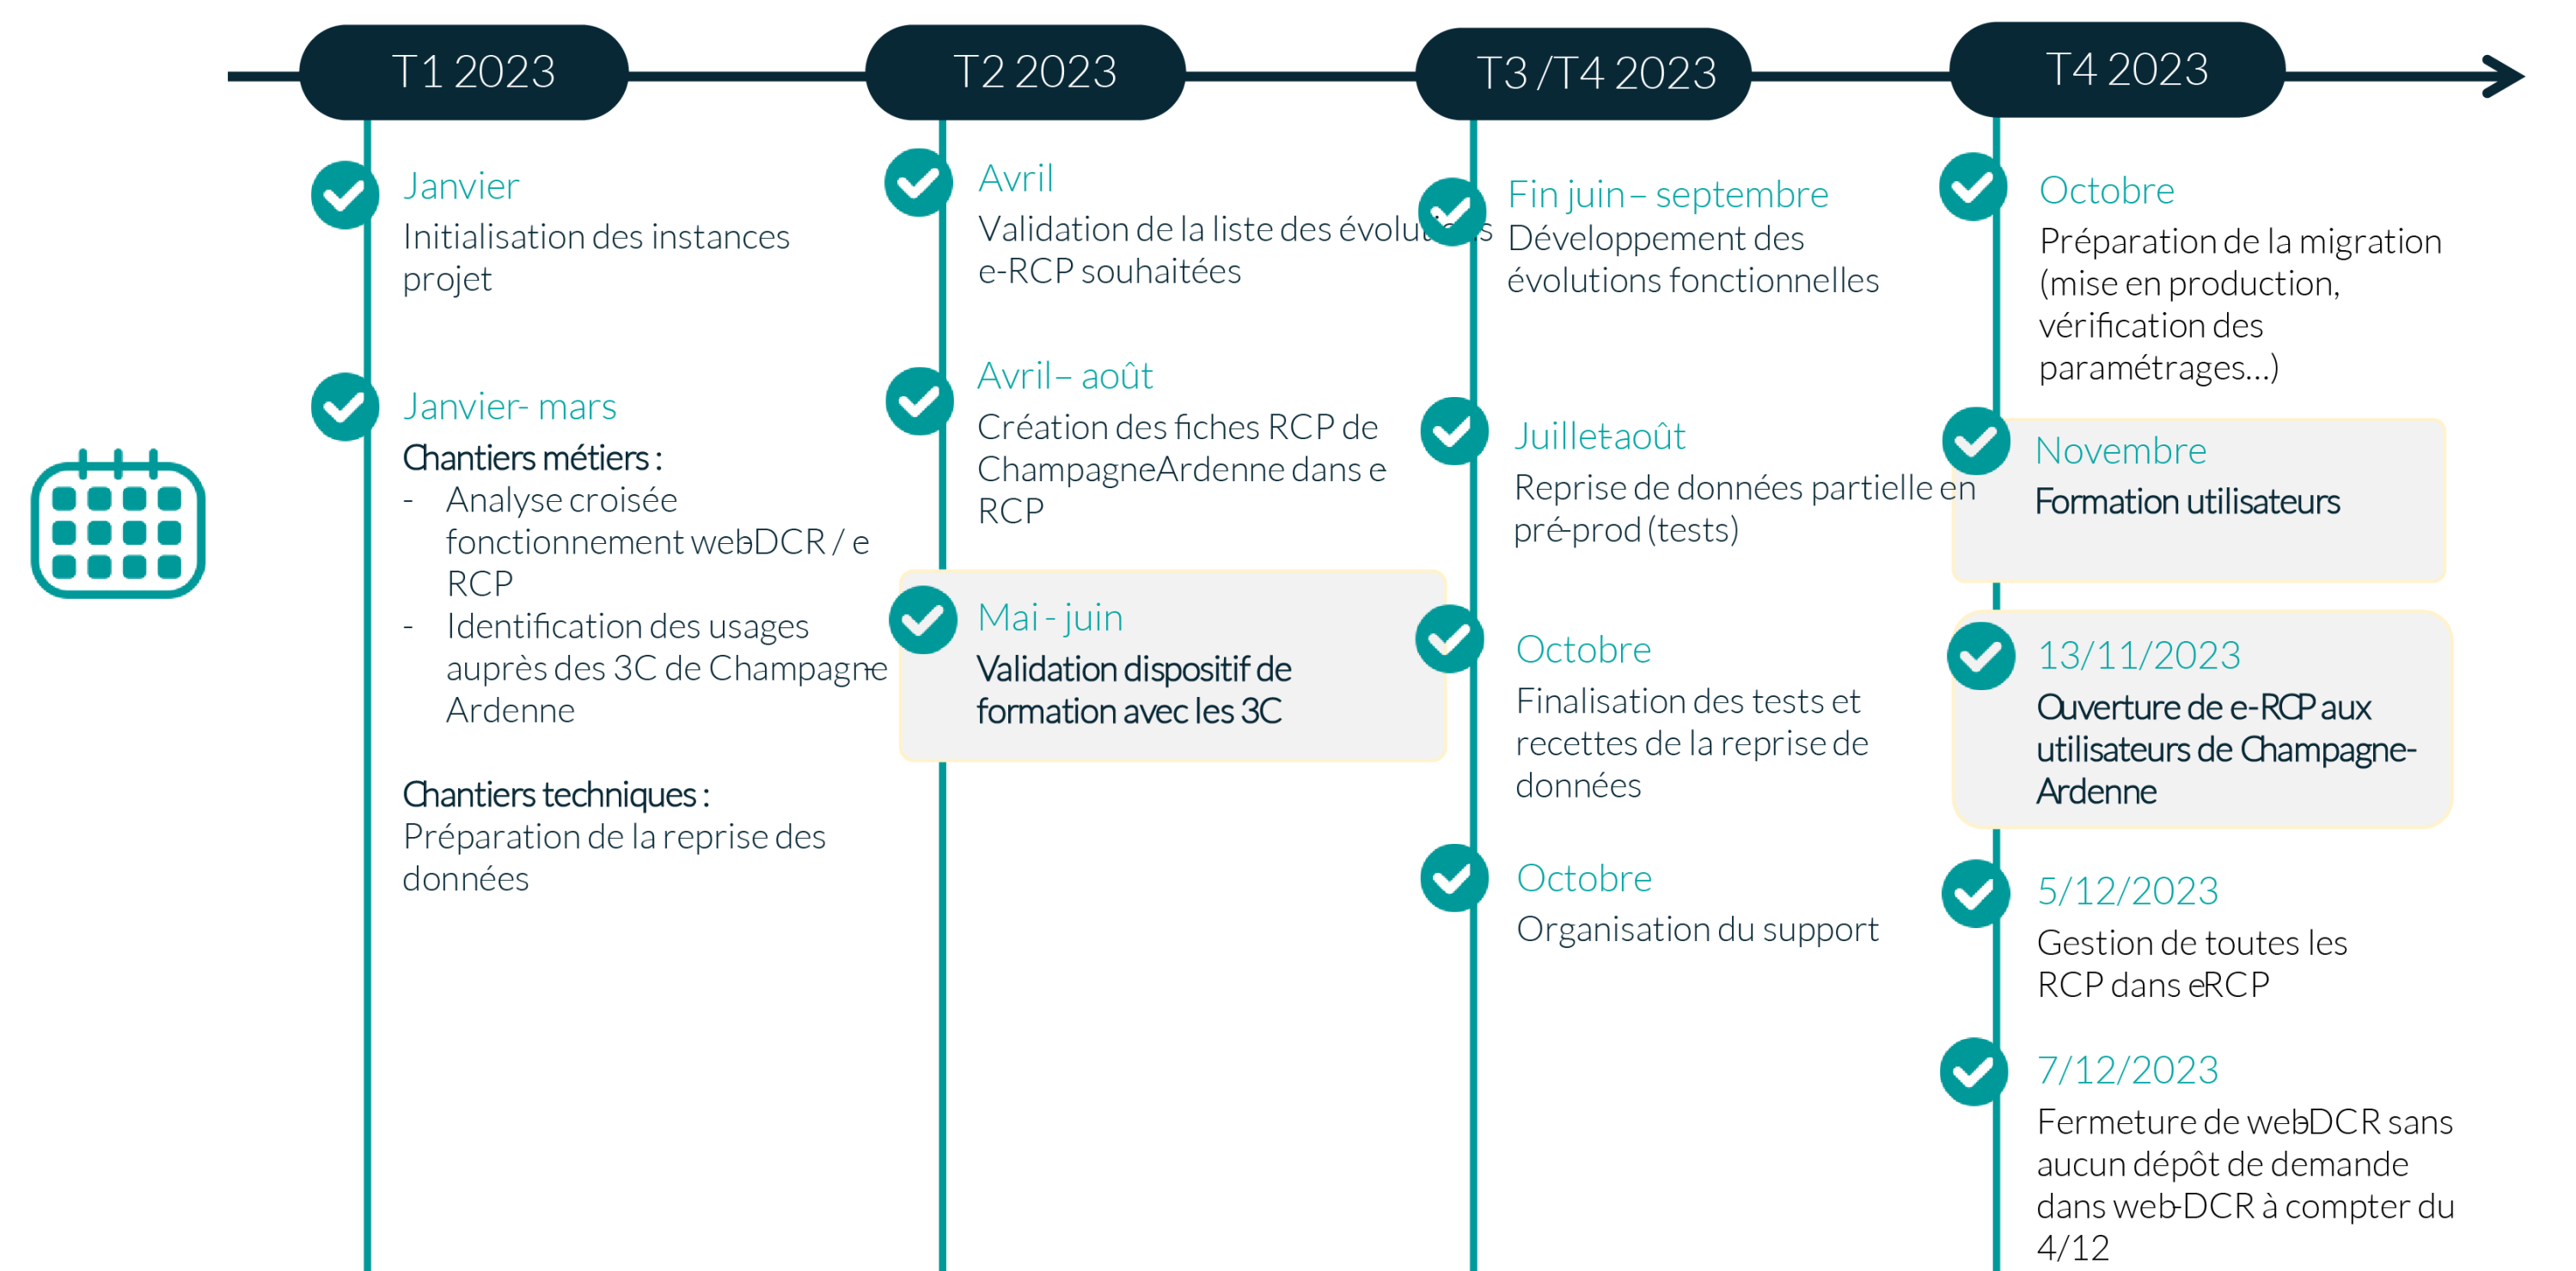 T1 2023
Janvier
Initialisation des instances
projet
Janvier- mars
Chantiers métiers :
- Analyse croisée
fonctionnement web-DCR / e
RCP
- Identification des usages
auprès des 3C de Champagne-
Ardenne
Chantiers techniques :
Préparation de la reprise des
données
T2 2023
Avril
Validation de la liste des évolutions
e-RCP souhaitées
Avril – août
Création des fiches RCP de
ChampagneArdenne dans e
RCP
Mai - juin
Validation dispositif de
formation avec les 3C
T3 /T4 2023
Fin juin – septembre
Développement des
évolutions fonctionnelles
Juillet-août
Reprise de données partielle en
pré-prod (tests)
Octobre
Finalisation des tests et
recettes de la reprise de
données
Octobre
Organisation du support
T4 2023
Octobre
Préparation de la migration
(mise en production,
vérification des
paramétrages…)
Novembre
Formation utilisateurs
13/11/2023
Ouverture de e-RCP aux
utilisateurs de Champagne-
Ardenne
5/12/2023
Gestion de toutes les
RCP dans eRCP
7/12/2023
Fermeture de web-DCR sans
aucun dépôt de demande
dans web-DCR à compter du
4/12